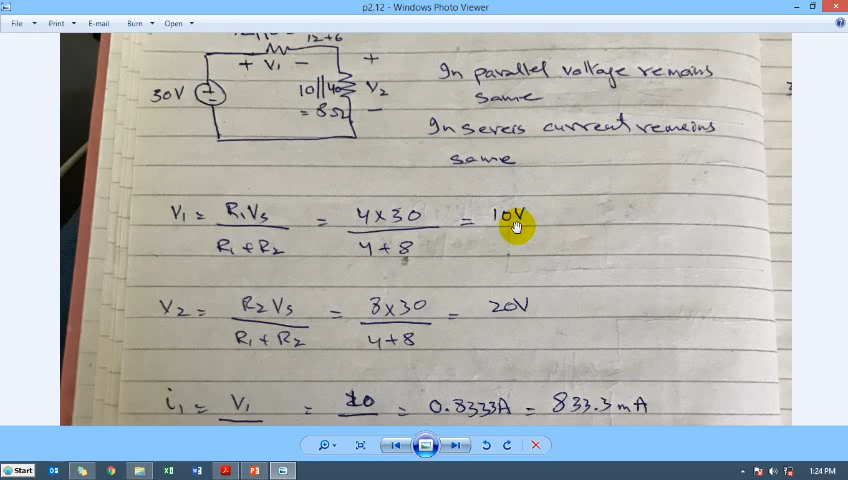 p2.12 - Windows Photo Viewer
File Print E-mail Burn Open
12+6
+ V1 − +
30V 10||40 V2
= 8Ω −
In parallel voltage remains
same
In sereis current remains
same
V1 = R1Vs / R1+R2 = 4×30 / 4+8 = 10V
V2 = R2Vs / R1+R2 = 8×30 / 4+8 = 20V
i1 = V1 = 10 = 0.8333A = 833.3mA
Start 1:24 PM